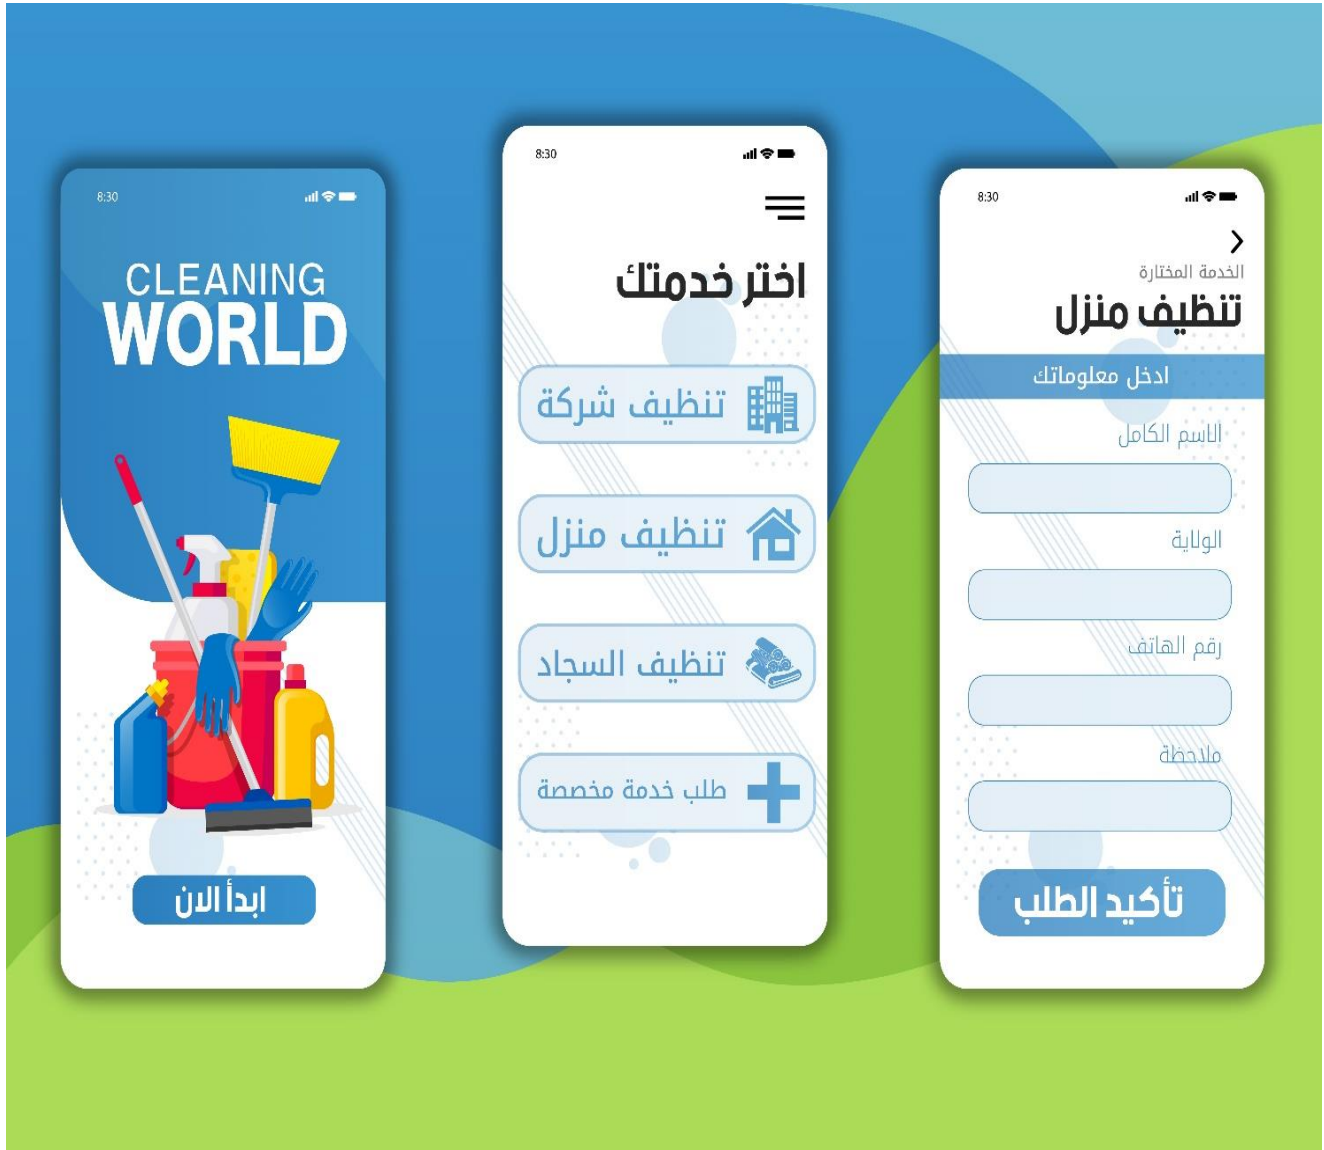 8:30
CLEANING
WORLD
ابدأ الان
8:30
اختر خدمتك
تنظيف شركة
تنظيف منزل
تنظيف السجاد
طلب خدمة مخصصة
8:30
الخدمة المختارة
تنظيف منزل
ادخل معلوماتك
الاسم الكامل
الولاية
رقم الهاتف
ملاحظة
تأكيد الطلب